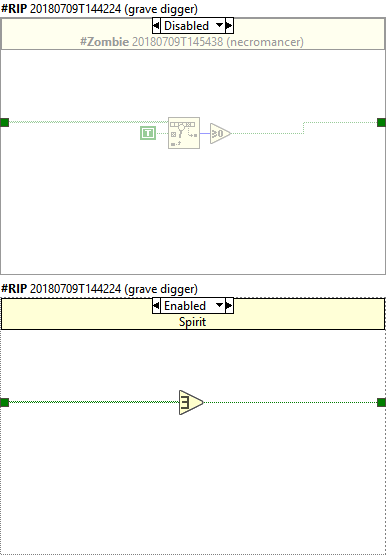 #RIP 20180709T144224 (grave digger)
Disabled
#Zombie 20180709T145438 (necromancer)
T
≥0
#RIP 20180709T144224 (grave digger)
Enabled
Spirit
∃